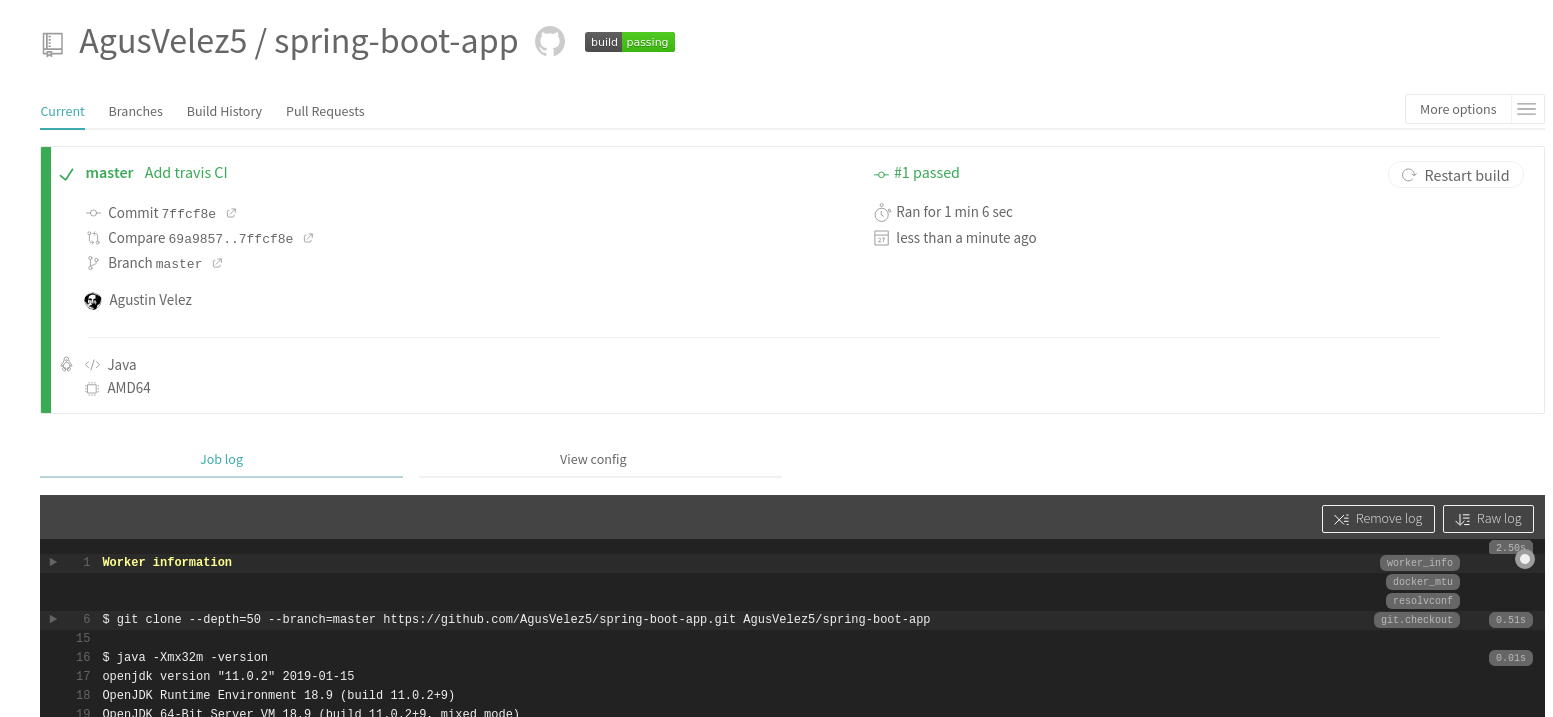 AgusVelez5 / spring-boot-app build passing
Current Branches Build History Pull Requests More options
master Add travis CI #1 passed Restart build
Commit 7ffcf8e Ran for 1 min 6 sec
Compare 69a9857..7ffcf8e less than a minute ago
27
Branch master
Agustin Velez
Java
AMD64
Job log View config
Remove log Raw log
2.50s
1 Worker information worker_info
docker_mtu
resolvconf
6 $ git clone --depth=50 --branch=master https://github.com/AgusVelez5/spring-boot-app.git AgusVelez5/spring-boot-app git.checkout 0.51s
15
16 $ java -Xmx32m -version 0.01s
17 openjdk version "11.0.2" 2019-01-15
18 OpenJDK Runtime Environment 18.9 (build 11.0.2+9)
19 OpenJDK 64-Bit Server VM 18.9 (build 11.0.2+9, mixed mode)